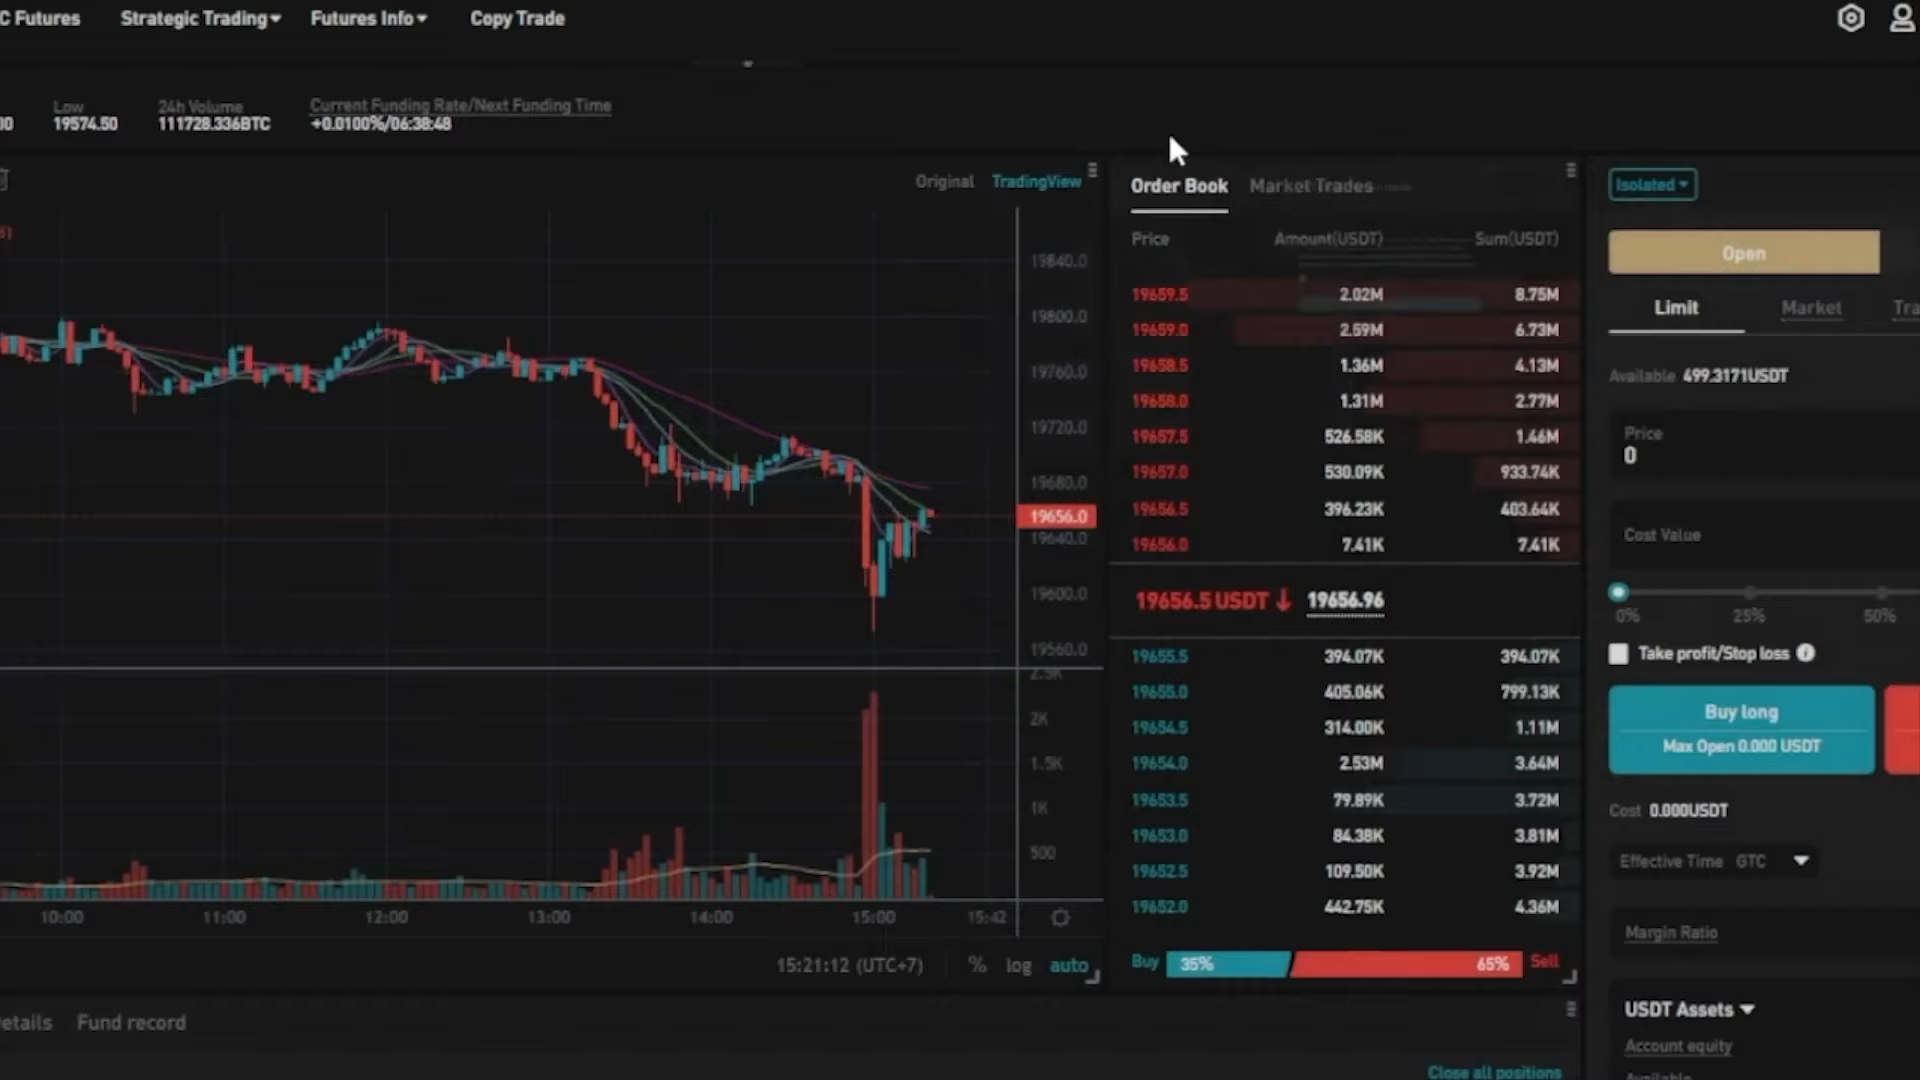 C Futures Strategic Trading Futures Info Copy Trade
Low
19574.50
24h Volume
111728.336BTC
Current Funding Rate/Next Funding Time
+0.0100%/06:38:48
Original TradingView
19840.0
19800.0
19760.0
19720.0
19680.0
19656.0
19640.0
19600.0
19560.0
2.5K
2K
1.5K
1K
500
10:00 11:00 12:00 13:00 14:00 15:00 15:42
15:21:12 (UTC+7) % log auto
Order Book Market Trades
Price Amount(USDT) Sum(USDT)
19659.5 2.02M 8.75M
19659.0 2.59M 6.73M
19658.5 1.36M 4.13M
19658.0 1.31M 2.77M
19657.5 526.58K 1.46M
19657.0 530.09K 933.74K
19656.5 396.23K 403.64K
19656.0 7.41K 7.41K
19656.5 USDT ↓ 19656.96
19655.5 394.07K 394.07K
19655.0 405.06K 799.13K
19654.5 314.00K 1.11M
19654.0 2.53M 3.64M
19653.5 79.89K 3.72M
19653.0 84.38K 3.81M
19652.5 109.50K 3.92M
19652.0 442.75K 4.36M
Buy 35% 65% Sell
Isolated
Open
Limit Market Tra
Available 499.3171USDT
Price
0
Cost Value
0% 25% 50%
Take profit/Stop loss
Buy long
Max Open 0.000 USDT
Cost 0.000USDT
Effective Time GTC
Margin Ratio
USDT Assets
Account equity
Available
etails Fund record
Close all positions